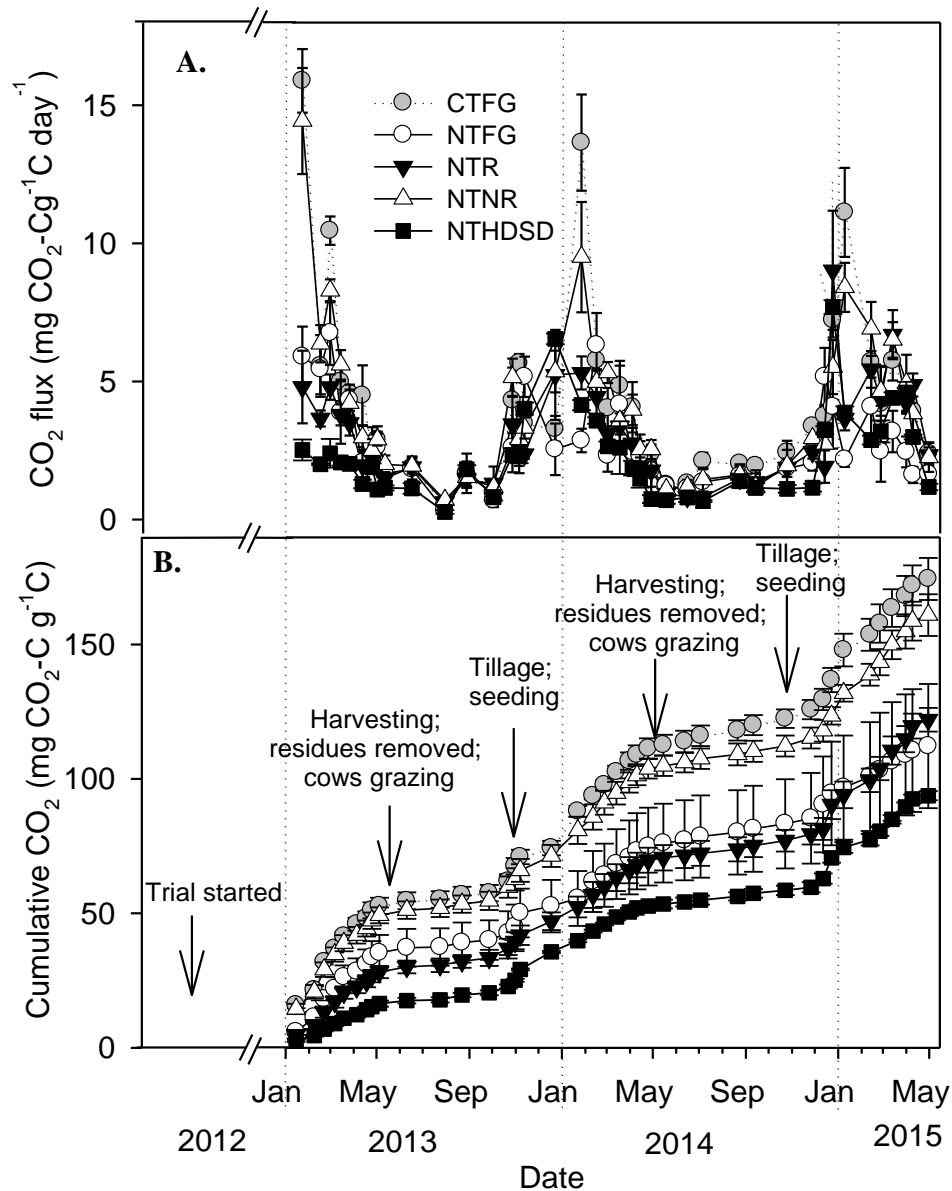 A.
CO₂ flux (mg CO₂-Cg⁻¹C day⁻¹)
15
10
5
0
CTFG
NTFG
NTR
NTNR
NTHDSD
B.
Cumulative CO₂ (mg CO₂-C g⁻¹C)
150
100
50
0
Trial started
Harvesting;
residues removed;
cows grazing
Tillage;
seeding
Harvesting;
residues removed;
cows grazing
Tillage;
seeding
Jan May Sep Jan May Sep Jan May
2012 2013 2014 2015
Date